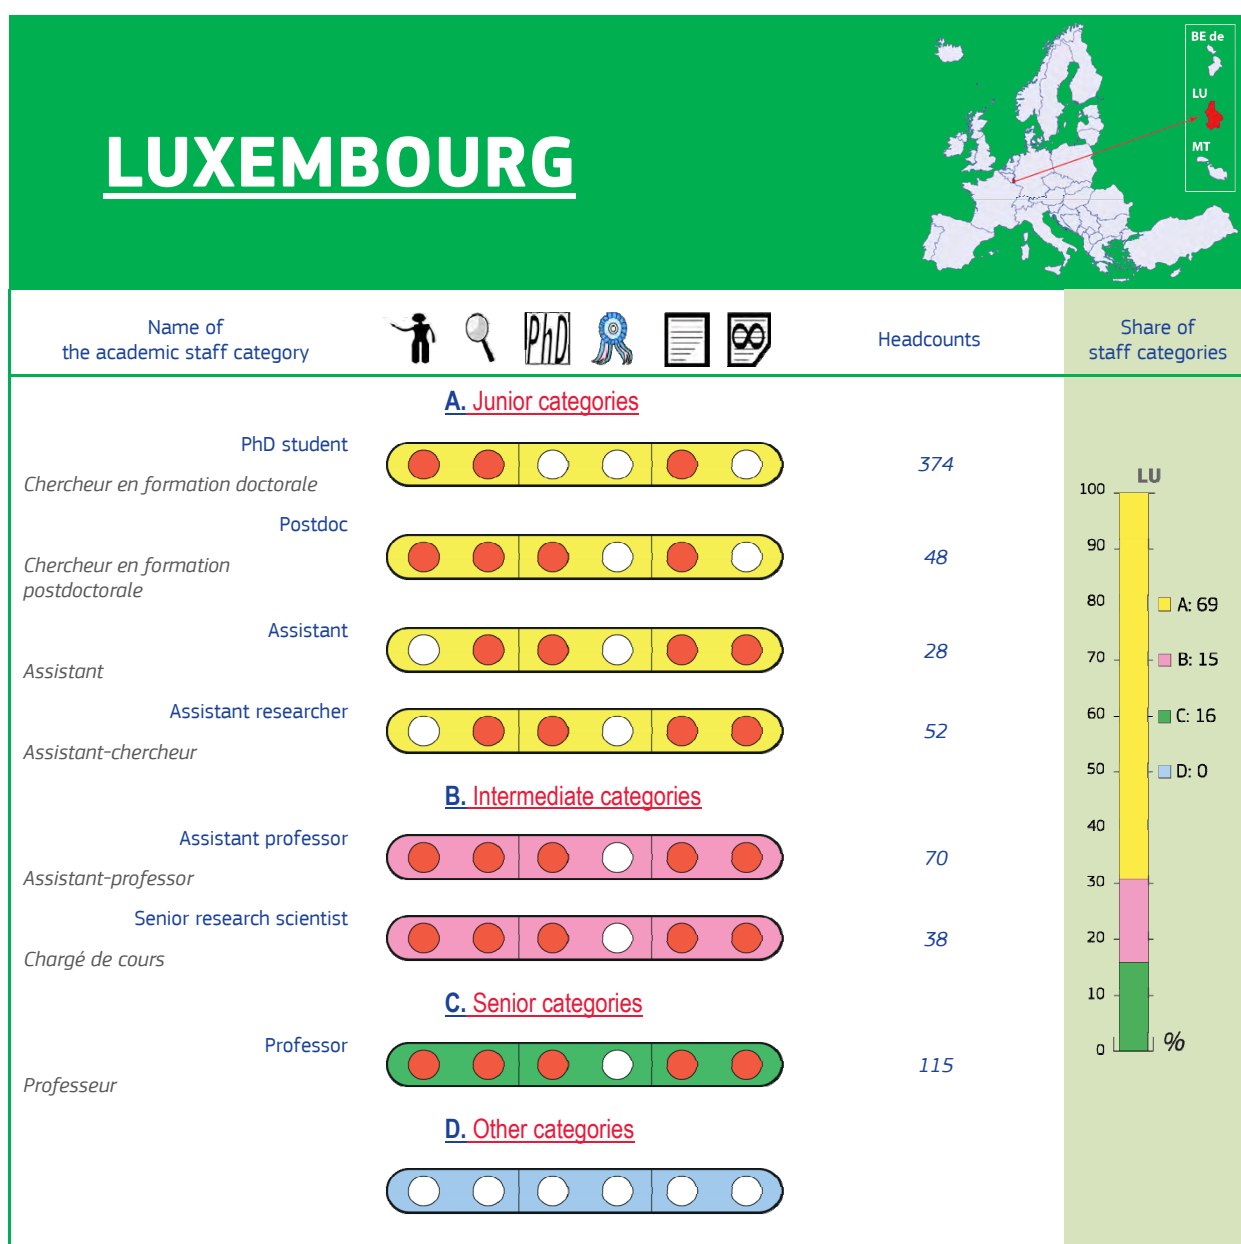 BE de
LU
MT
LUXEMBOURG
Name of
the academic staff category
PhD
Headcounts
Share of
staff categories
A. Junior categories
PhD student
Chercheur en formation doctorale
374
Postdoc
Chercheur en formation
postdoctorale
48
Assistant
Assistant
28
Assistant researcher
Assistant-chercheur
52
B. Intermediate categories
Assistant professor
Assistant-professor
70
Senior research scientist
Chargé de cours
38
C. Senior categories
Professor
Professeur
115
D. Other categories
LU
100
90
80
70
60
50
40
30
20
10
0
%
A: 69
B: 15
C: 16
D: 0